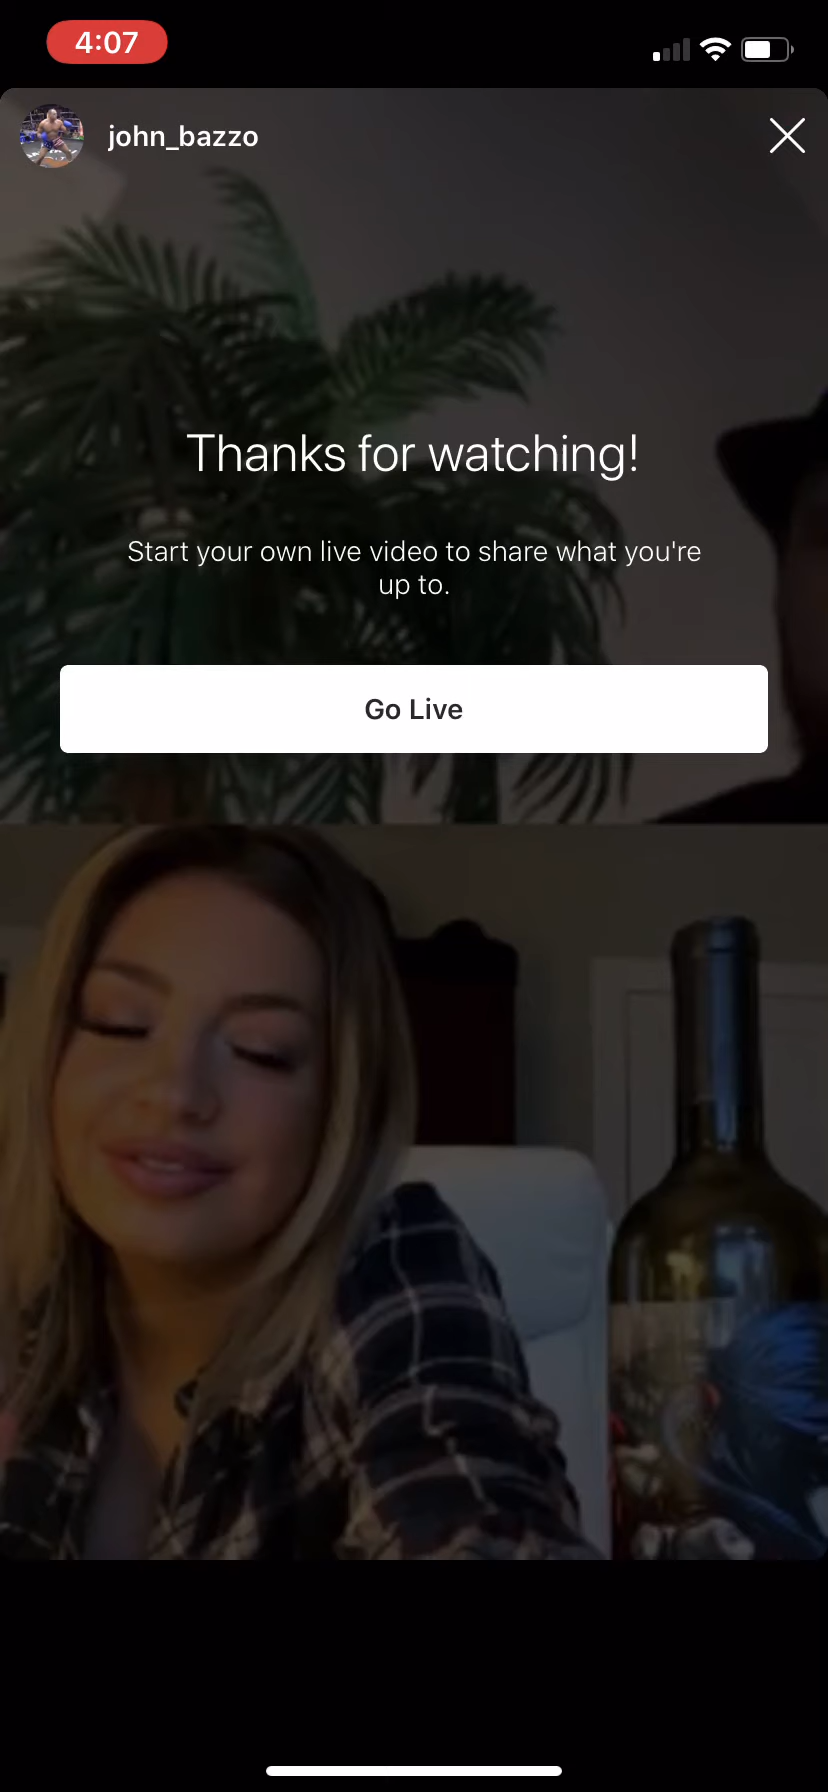 4:07
john_bazzo
Thanks for watching!
Start your own live video to share what you're
up to.
Go Live